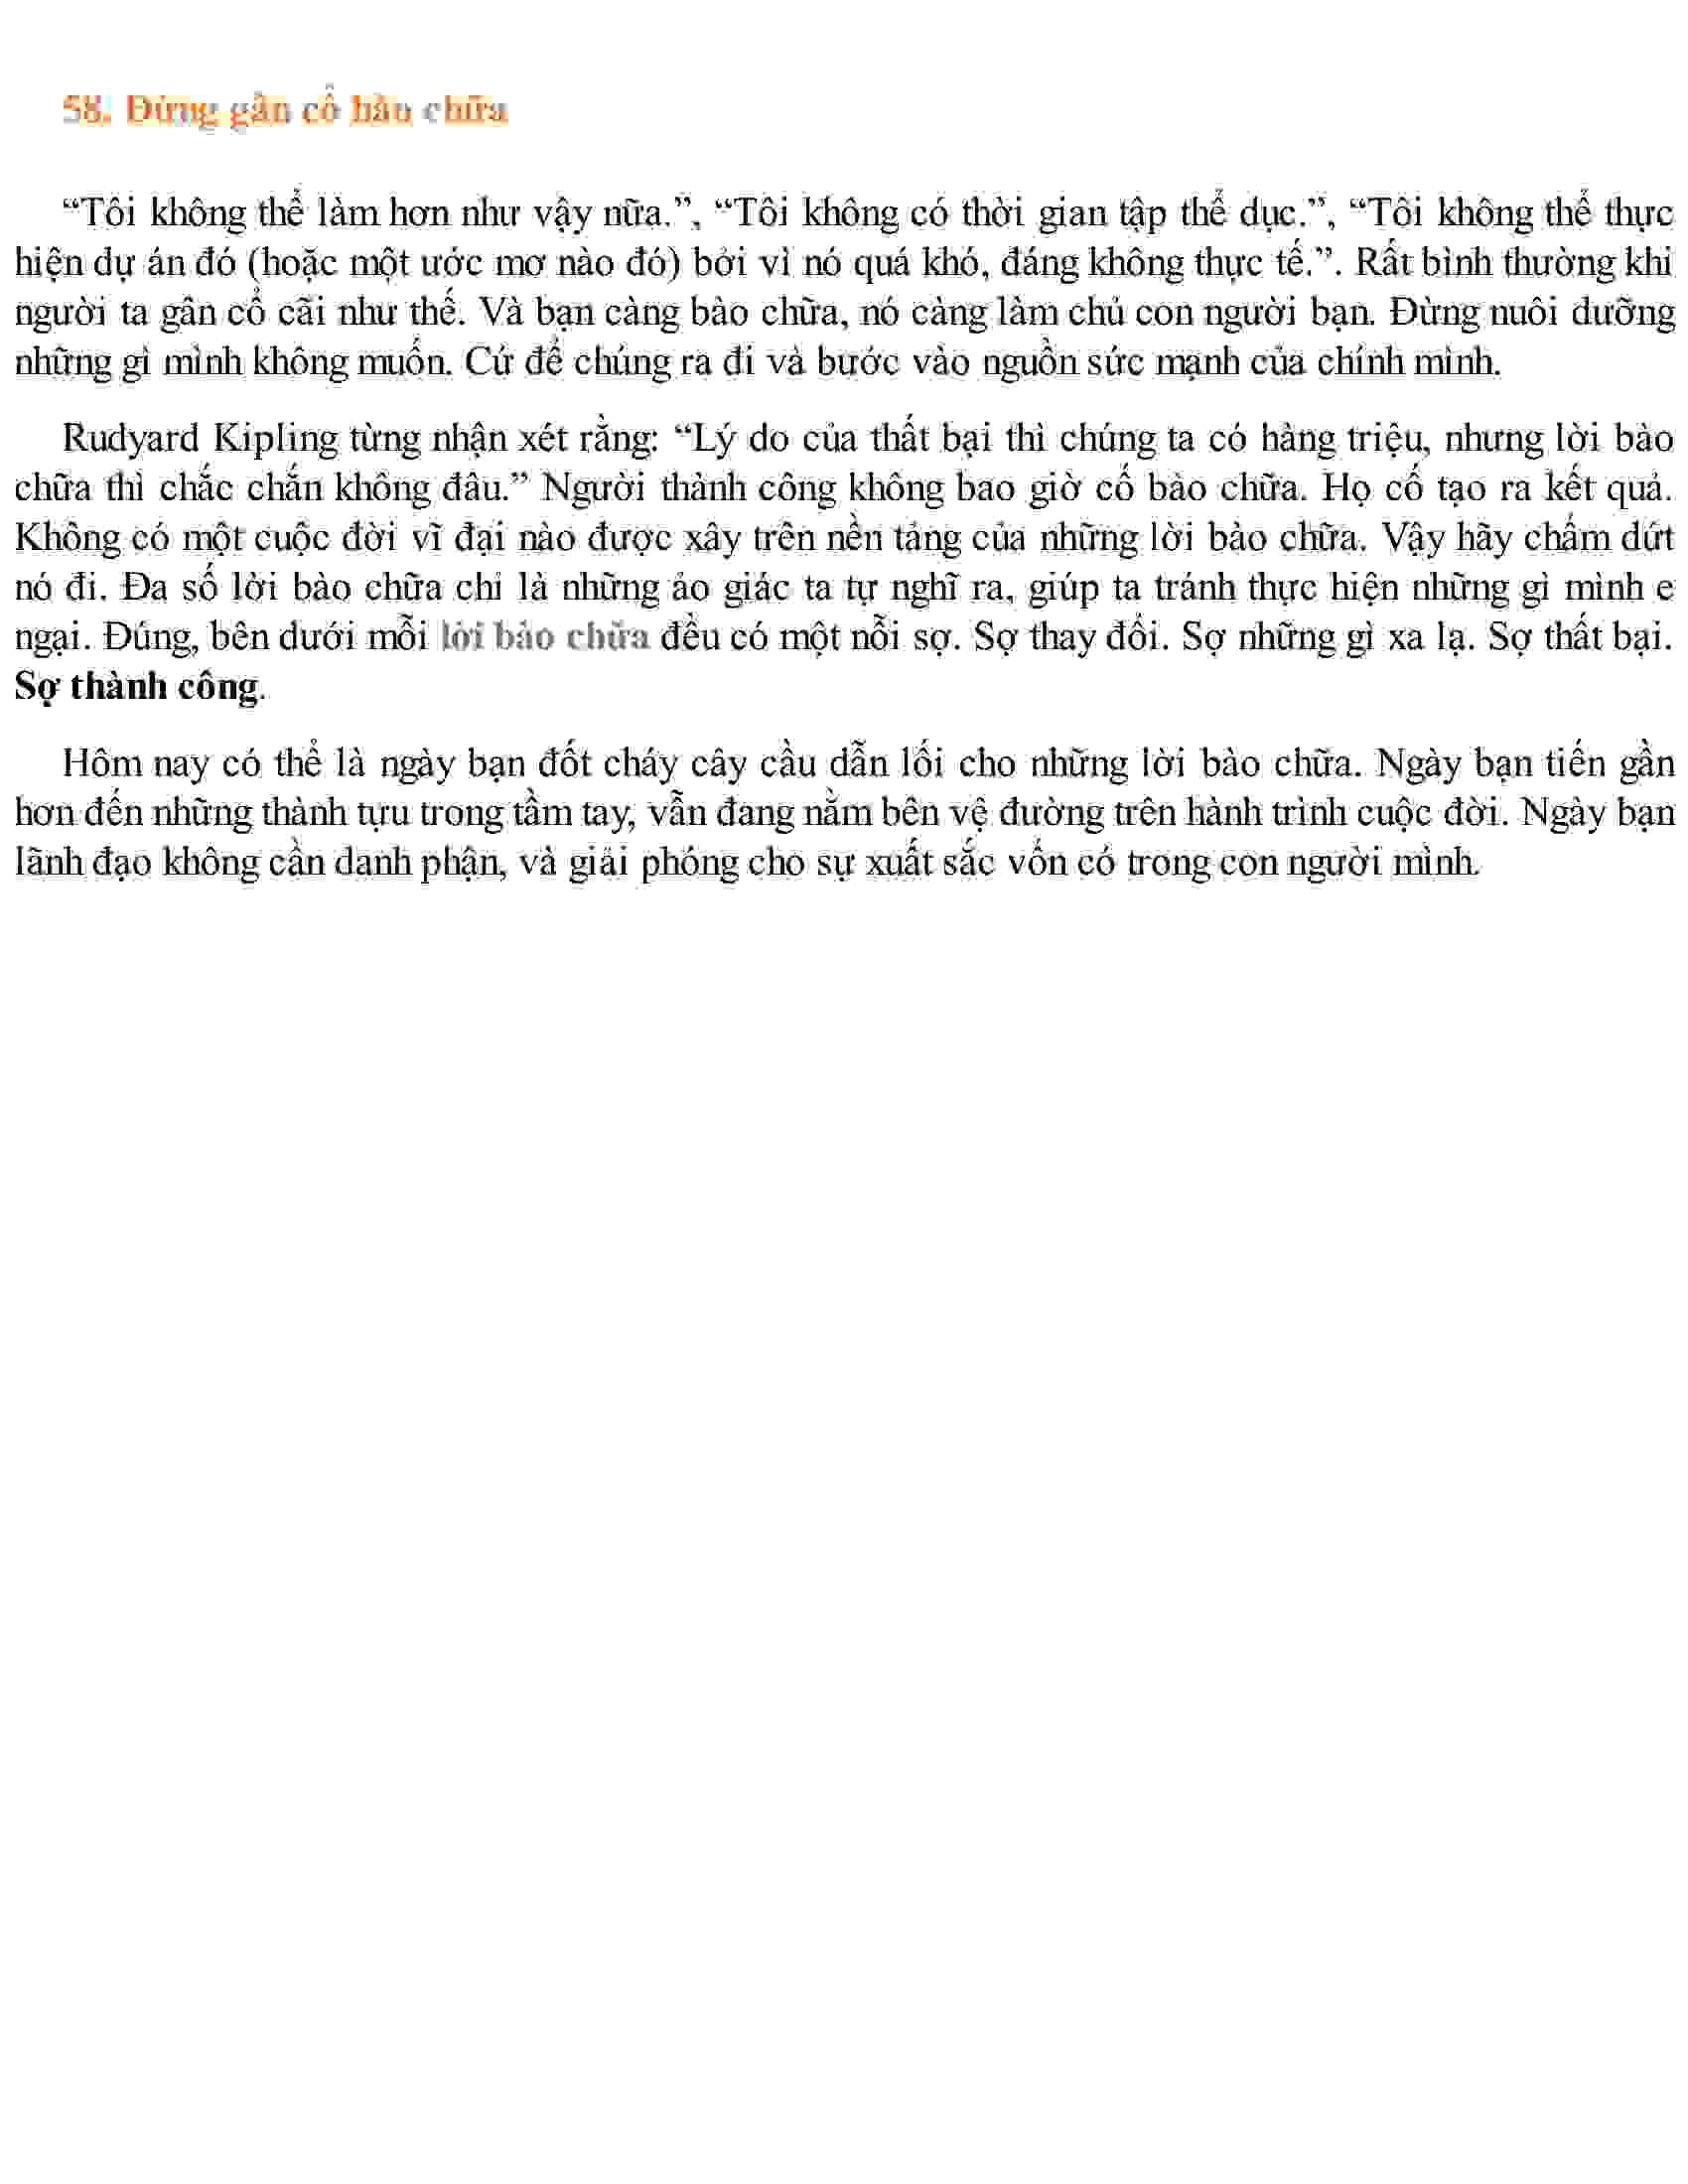 58. Đừng gân cổ bào chữa
“Tôi không thể làm hơn như vậy nữa.”, “Tôi không có thời gian tập thể dục.”, “Tôi không thể thực
hiện dự án đó (hoặc một ước mơ nào đó) bởi vì nó quá khó, đáng không thực tế.”. Rất bình thường khi
người ta gân cổ cãi như thế. Và bạn càng bào chữa, nó càng làm chủ con người bạn. Đừng nuôi dưỡng
những gì mình không muốn. Cứ để chúng ra đi và bước vào nguồn sức mạnh của chính mình.
Rudyard Kipling từng nhận xét rằng: “Lý do của thất bại thì chúng ta có hàng triệu, nhưng lời bào
chữa thì chắc chắn không đâu.” Người thành công không bao giờ cố bào chữa. Họ cố tạo ra kết quả.
Không có một cuộc đời vĩ đại nào được xây trên nền tảng của những lời bào chữa. Vậy hãy chấm dứt
nó đi. Đa số lời bào chữa chỉ là những ảo giác ta tự nghĩ ra, giúp ta tránh thực hiện những gì mình e
ngại. Đúng, bên dưới mỗi lời bào chữa đều có một nỗi sợ. Sợ thay đổi. Sợ những gì xa lạ. Sợ thất bại.
Sợ thành công.
Hôm nay có thể là ngày bạn đốt cháy cây cầu dẫn lối cho những lời bào chữa. Ngày bạn tiến gần
hơn đến những thành tựu trong tầm tay, vẫn đang nằm bên vệ đường trên hành trình cuộc đời. Ngày bạn
lãnh đạo không cần danh phận, và giải phóng cho sự xuất sắc vốn có trong con người mình.